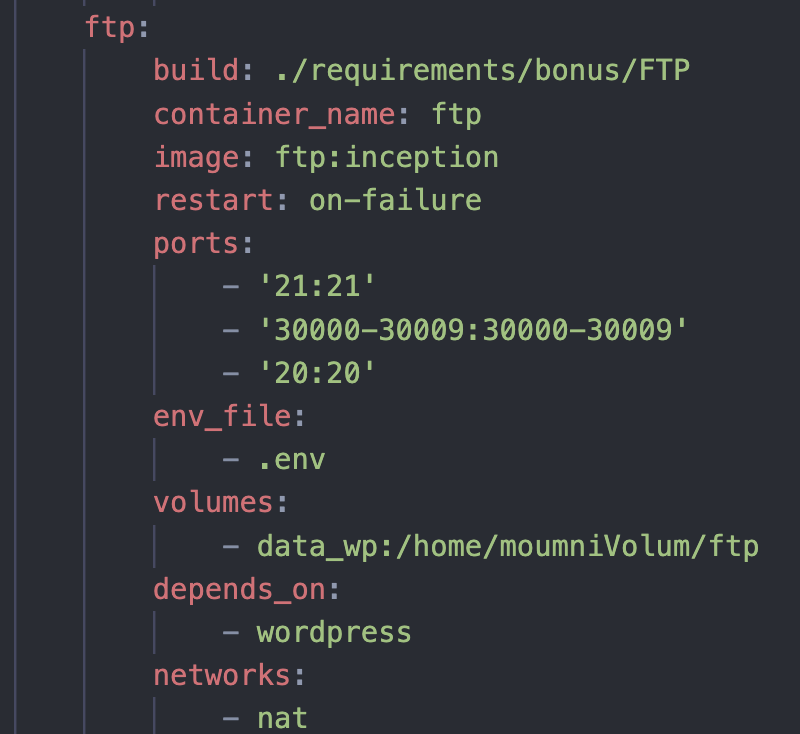 ftp:
build: ./requirements/bonus/FTP
container_name: ftp
image: ftp:inception
restart: on-failure
ports:
- '21:21'
- '30000-30009:30000-30009'
- '20:20'
env_file:
- .env
volumes:
- data_wp:/home/moumniVolum/ftp
depends_on:
- wordpress
networks:
- nat